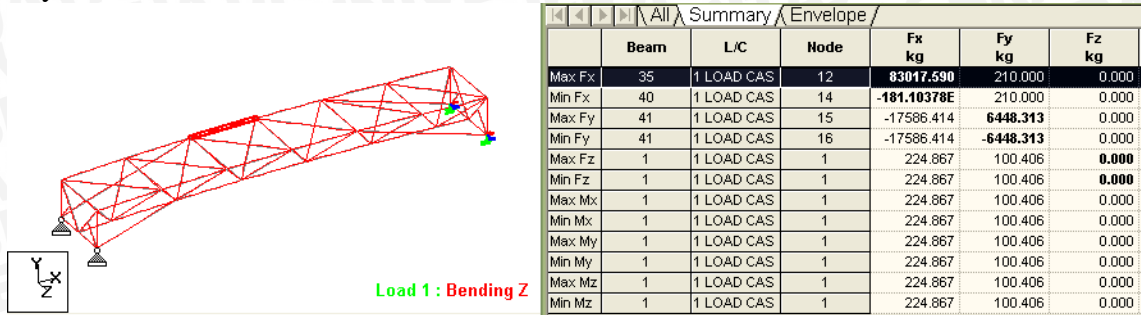 All Summary Envelope
Beam L/C Node Fx kg Fy kg Fz kg
Max Fx 35 1 LOAD CAS 12 83017.590 210.000 0.000
Min Fx 40 1 LOAD CAS 14 -181.10378E 210.000 0.000
Max Fy 41 1 LOAD CAS 15 -17586.414 6448.313 0.000
Min Fy 41 1 LOAD CAS 16 -17586.414 -6448.313 0.000
Max Fz 1 1 LOAD CAS 1 224.867 100.406 0.000
Min Fz 1 1 LOAD CAS 1 224.867 100.406 0.000
Max Mx 1 1 LOAD CAS 1 224.867 100.406 0.000
Min Mx 1 1 LOAD CAS 1 224.867 100.406 0.000
Max My 1 1 LOAD CAS 1 224.867 100.406 0.000
Min My 1 1 LOAD CAS 1 224.867 100.406 0.000
Max Mz 1 1 LOAD CAS 1 224.867 100.406 0.000
Min Mz 1 1 LOAD CAS 1 224.867 100.406 0.000
Y
X
Z
Load 1 : Bending Z